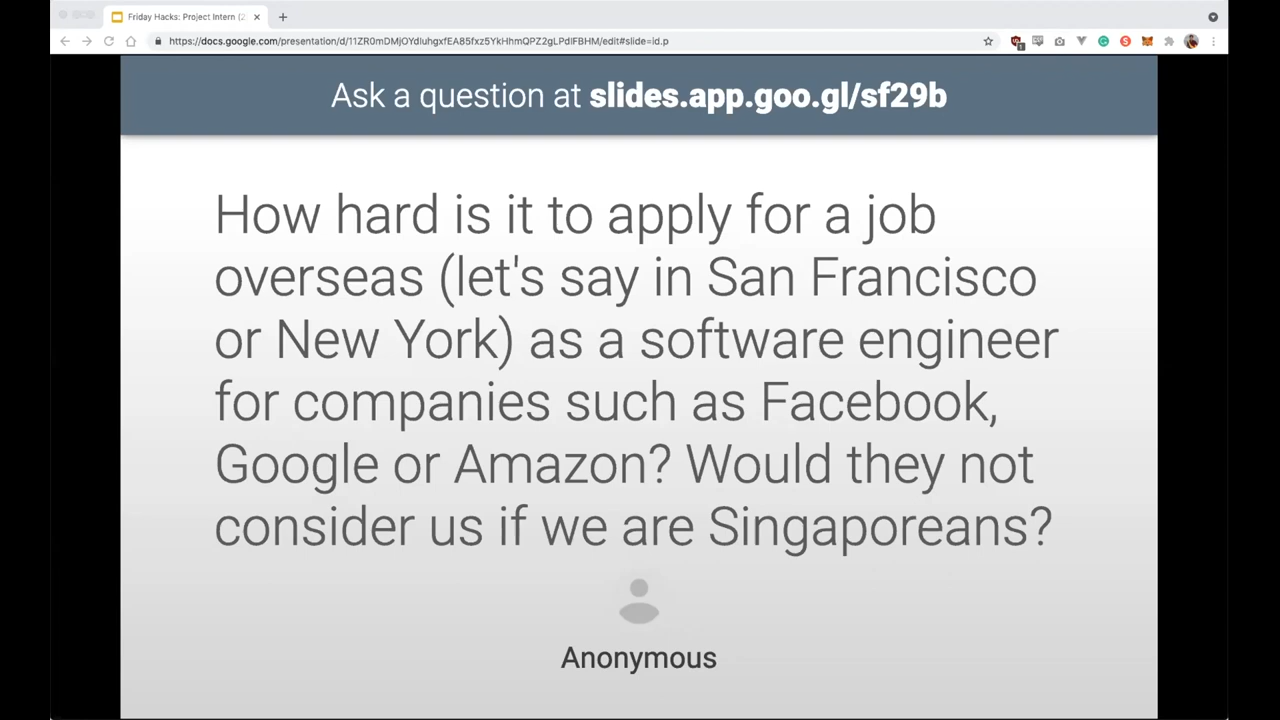 Friday Hacks: Project Intern (2
https://docs.google.com/presentation/d/11ZR0mDMjOYdluhgxfEA85fxz5YkHhmQPZ2gLPdiFBHM/edit#slide=id.p
Ask a question at slides.app.goo.gl/sf29b
How hard is it to apply for a job
overseas (let's say in San Francisco
or New York) as a software engineer
for companies such as Facebook,
Google or Amazon? Would they not
consider us if we are Singaporeans?
Anonymous